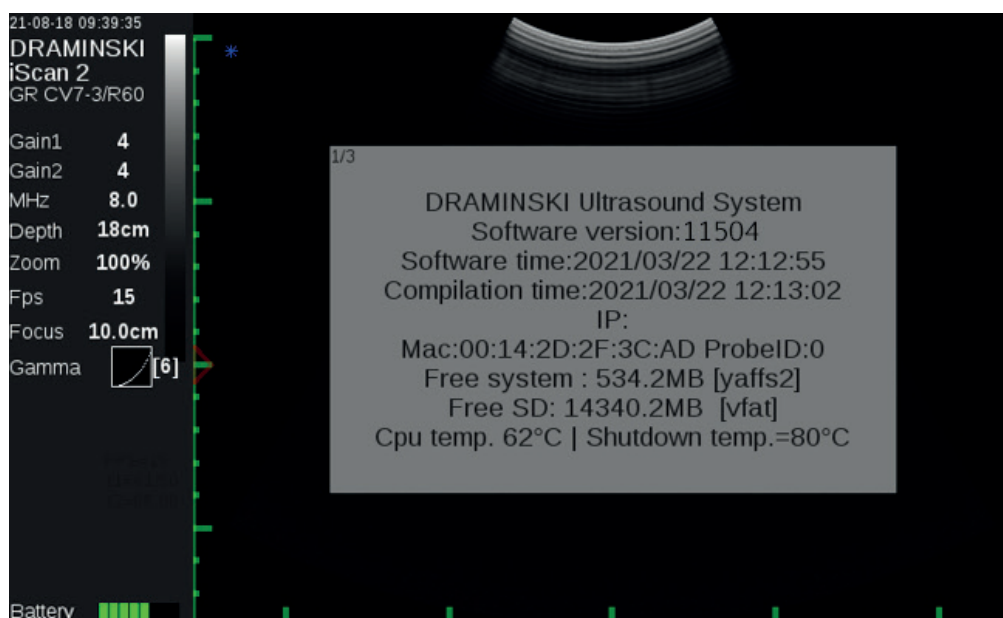 21-08-18 09:39:35
DRAMINSKI
iScan 2
GR CV7-3/R60
Gain1 4
Gain2 4
MHz 8.0
Depth 18cm
Zoom 100%
Fps 15
Focus 10.0cm
Gamma [6]
Battery
1/3
DRAMINSKI Ultrasound System
Software version:11504
Software time:2021/03/22 12:12:55
Compilation time:2021/03/22 12:13:02
IP:
Mac:00:14:2D:2F:3C:AD ProbeID:0
Free system : 534.2MB [yaffs2]
Free SD: 14340.2MB [vfat]
Cpu temp. 62°C | Shutdown temp.=80°C